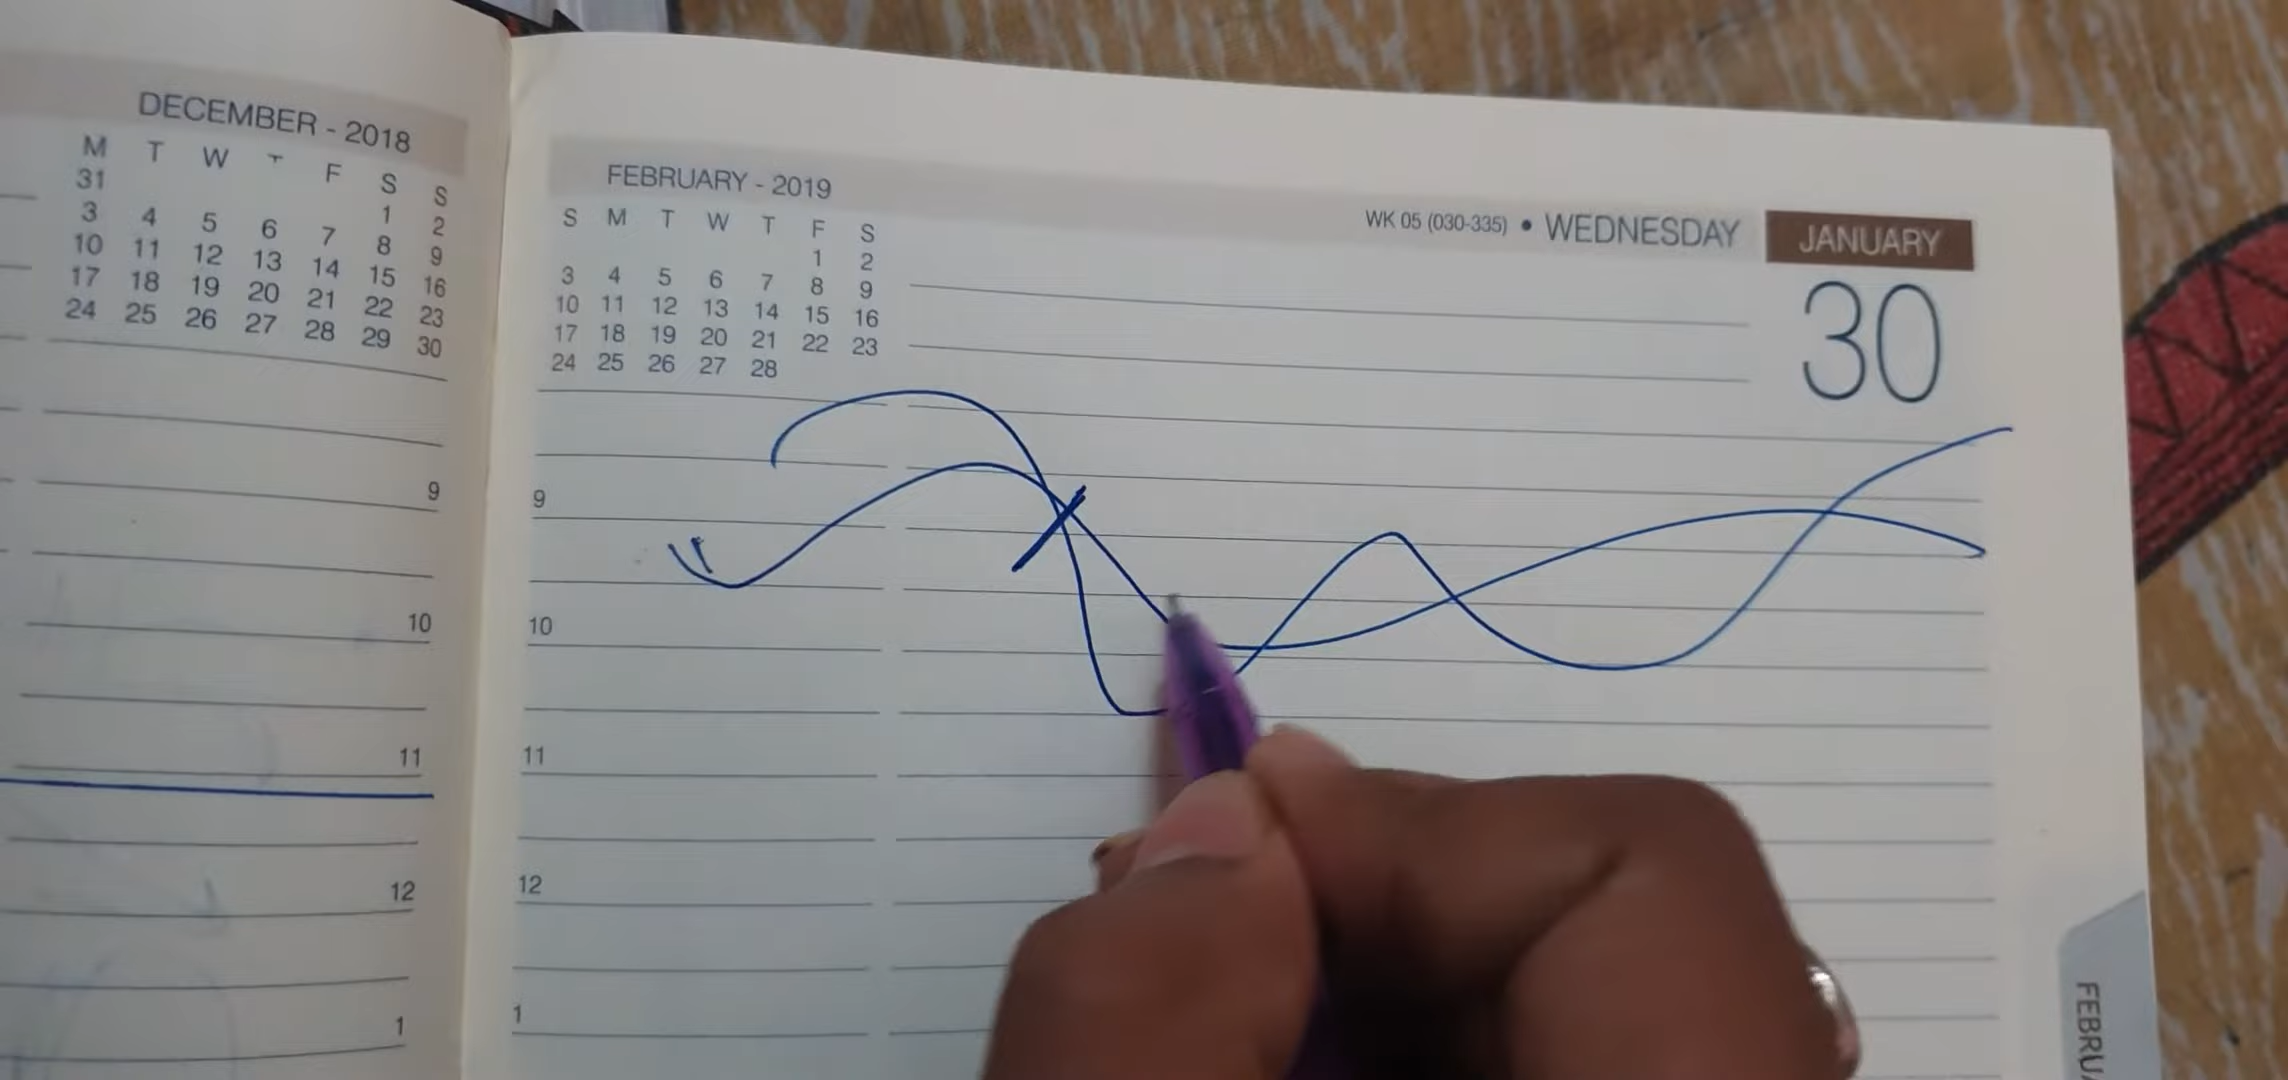 DECEMBER - 2018
M T W T F S S
31 1 2
3 4 5 6 7 8 9
10 11 12 13 14 15 16
17 18 19 20 21 22 23
24 25 26 27 28 29 30
9
10
11
12
1
FEBRUARY - 2019
S M T W T F S
1 2
3 4 5 6 7 8 9
10 11 12 13 14 15 16
17 18 19 20 21 22 23
24 25 26 27 28
WK 05 (030-335) • WEDNESDAY JANUARY
30
9
10
11
12
1